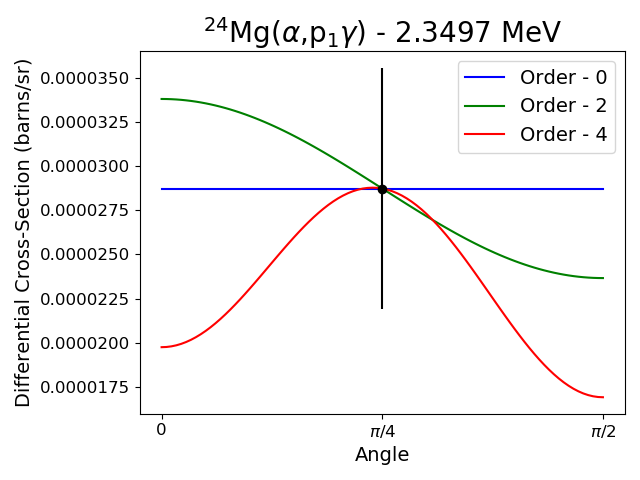 ²⁴Mg(α,p₁γ) - 2.3497 MeV
Differential Cross-Section (barns/sr)
0.0000350
0.0000325
0.0000300
0.0000275
0.0000250
0.0000225
0.0000200
0.0000175
Order - 0
Order - 2
Order - 4
0
π/4
π/2
Angle